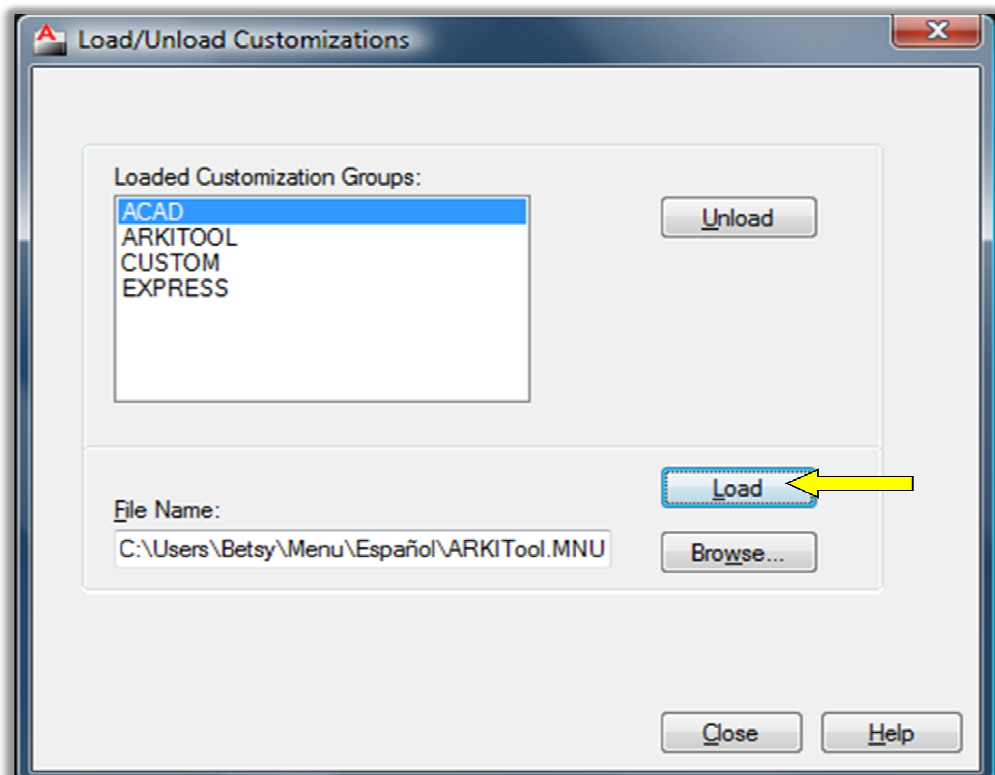 Load/Unload Customizations
Loaded Customization Groups:
ACAD
ARKITOOL
CUSTOM
EXPRESS
Unload
Load
File Name:
C:\Users\Betsy\Menu\Español\ARKITool.MNU
Browse...
Close
Help